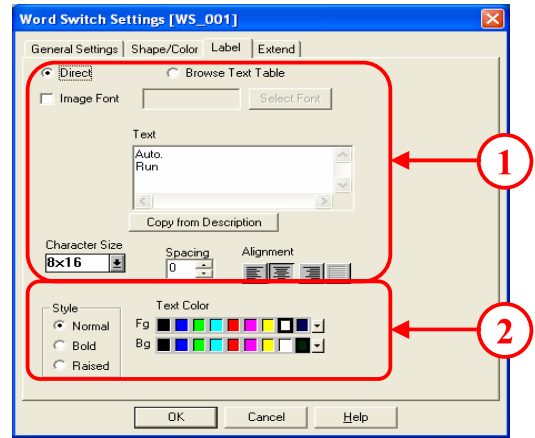 Word Switch Settings [WS_001]
General Settings Shape/Color Label Extend
Direct Browse Text Table
Image Font Select Font
Text
Auto.
Run
Copy from Description
Character Size Spacing Alignment
8×16 0
1
Style Text Color
Normal Fg
Bold Bg
Raised
2
OK Cancel Help